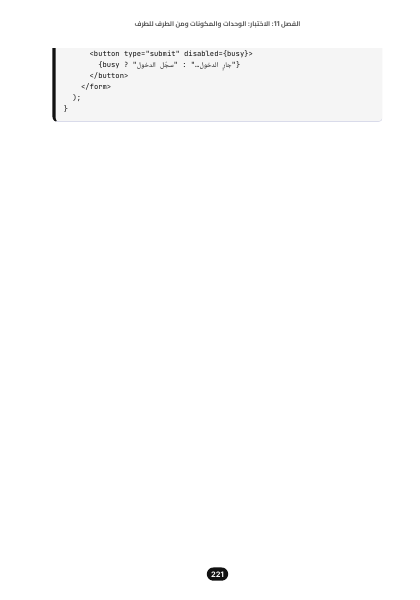 الفصل 11: الاختبار: الوحدات والمكونات ومن الطرف للطرف
<button type="submit" disabled={busy}>
{busy ? "جارٍ الدخول…" : "سجّل الدخول"}
</button>
</form>
);
}
221